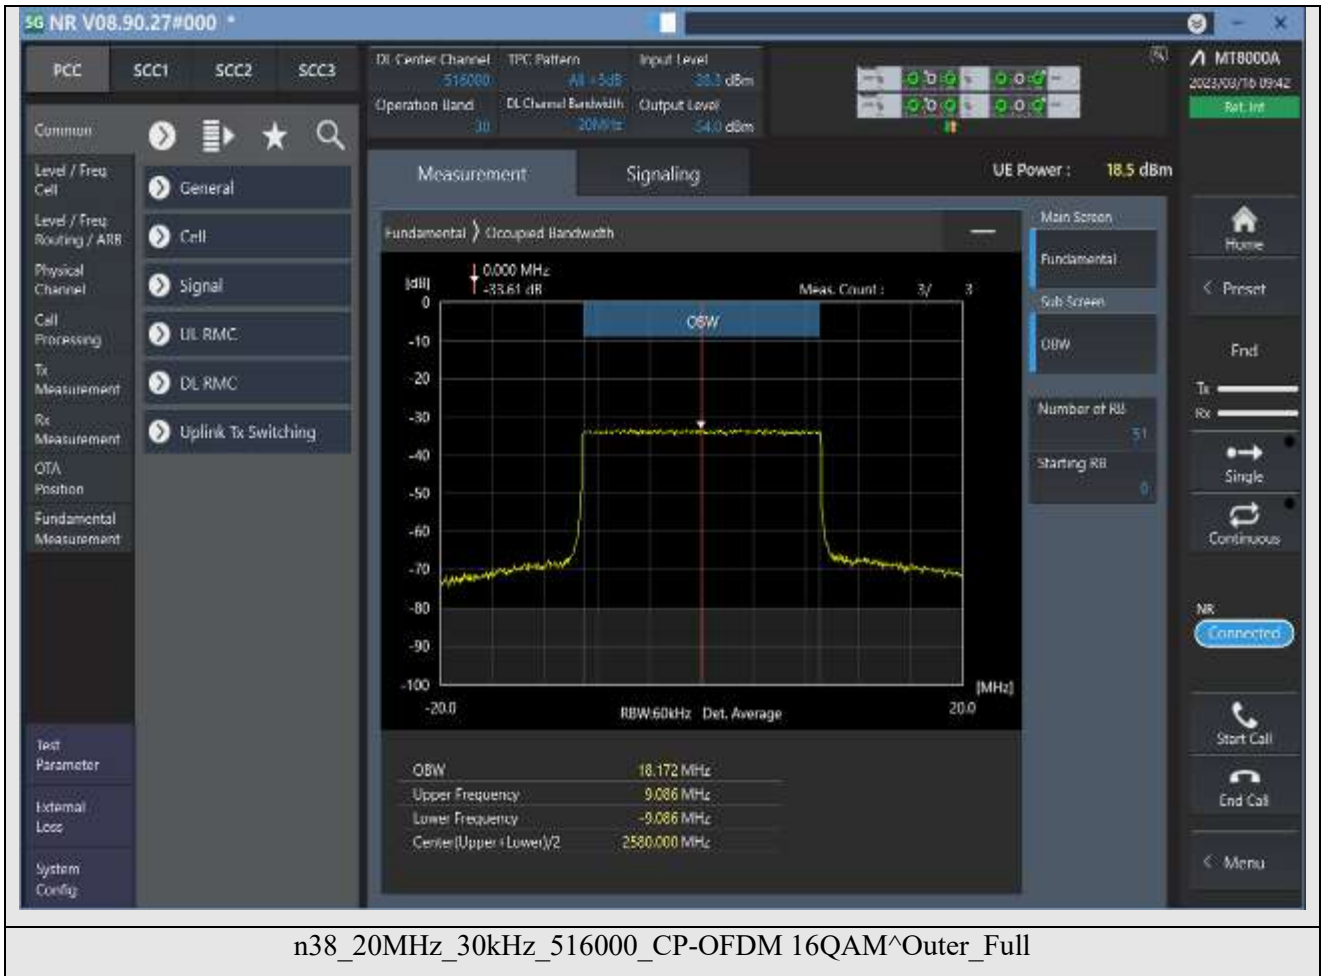 SG NR V08.90.27#000 *
PCC SCC1 SCC2 SCC3
DL Center Channel TPC Pattern Input Level
516000 All +3dB dBm
Operation Band DL Channel Bandwidth Output Level
20MHz -54.0 dBm
MT8000A
2023/03/16 09:42
Ref. Int
Common
Level / Freq
Cell
Level / Freq
Routing / ARB
Physical
Channel
Call
Processing
Tx
Measurement
Rx
Measurement
OTA
Position
Fundamental
Measurement
Test
Parameter
External
Loss
System
Config
General
Cell
Signal
UL RMC
DL RMC
Uplink Tx Switching
Measurement Signaling
UE Power : 18.5 dBm
Fundamental Occupied Bandwidth
[dB]
0.000 MHz
-33.61 dB
Meas. Count : 3/ 3
OBW
0
-10
-20
-30
-40
-50
-60
-70
-80
-90
-100
[MHz]
-20.0 20.0
RBW:60kHz Det. Average
OBW 18.172 MHz
Upper Frequency 9.086 MHz
Lower Frequency -9.086 MHz
Center(Upper+Lower)/2 2580.000 MHz
Main Screen
Fundamental
Sub Screen
OBW
Number of RB
51
Starting RB
0
Home
Preset
End
Tx
Rx
Single
Continuous
NR
Connected
Start Call
End Call
Menu
n38_20MHz_30kHz_516000_CP-OFDM 16QAM^Outer_Full